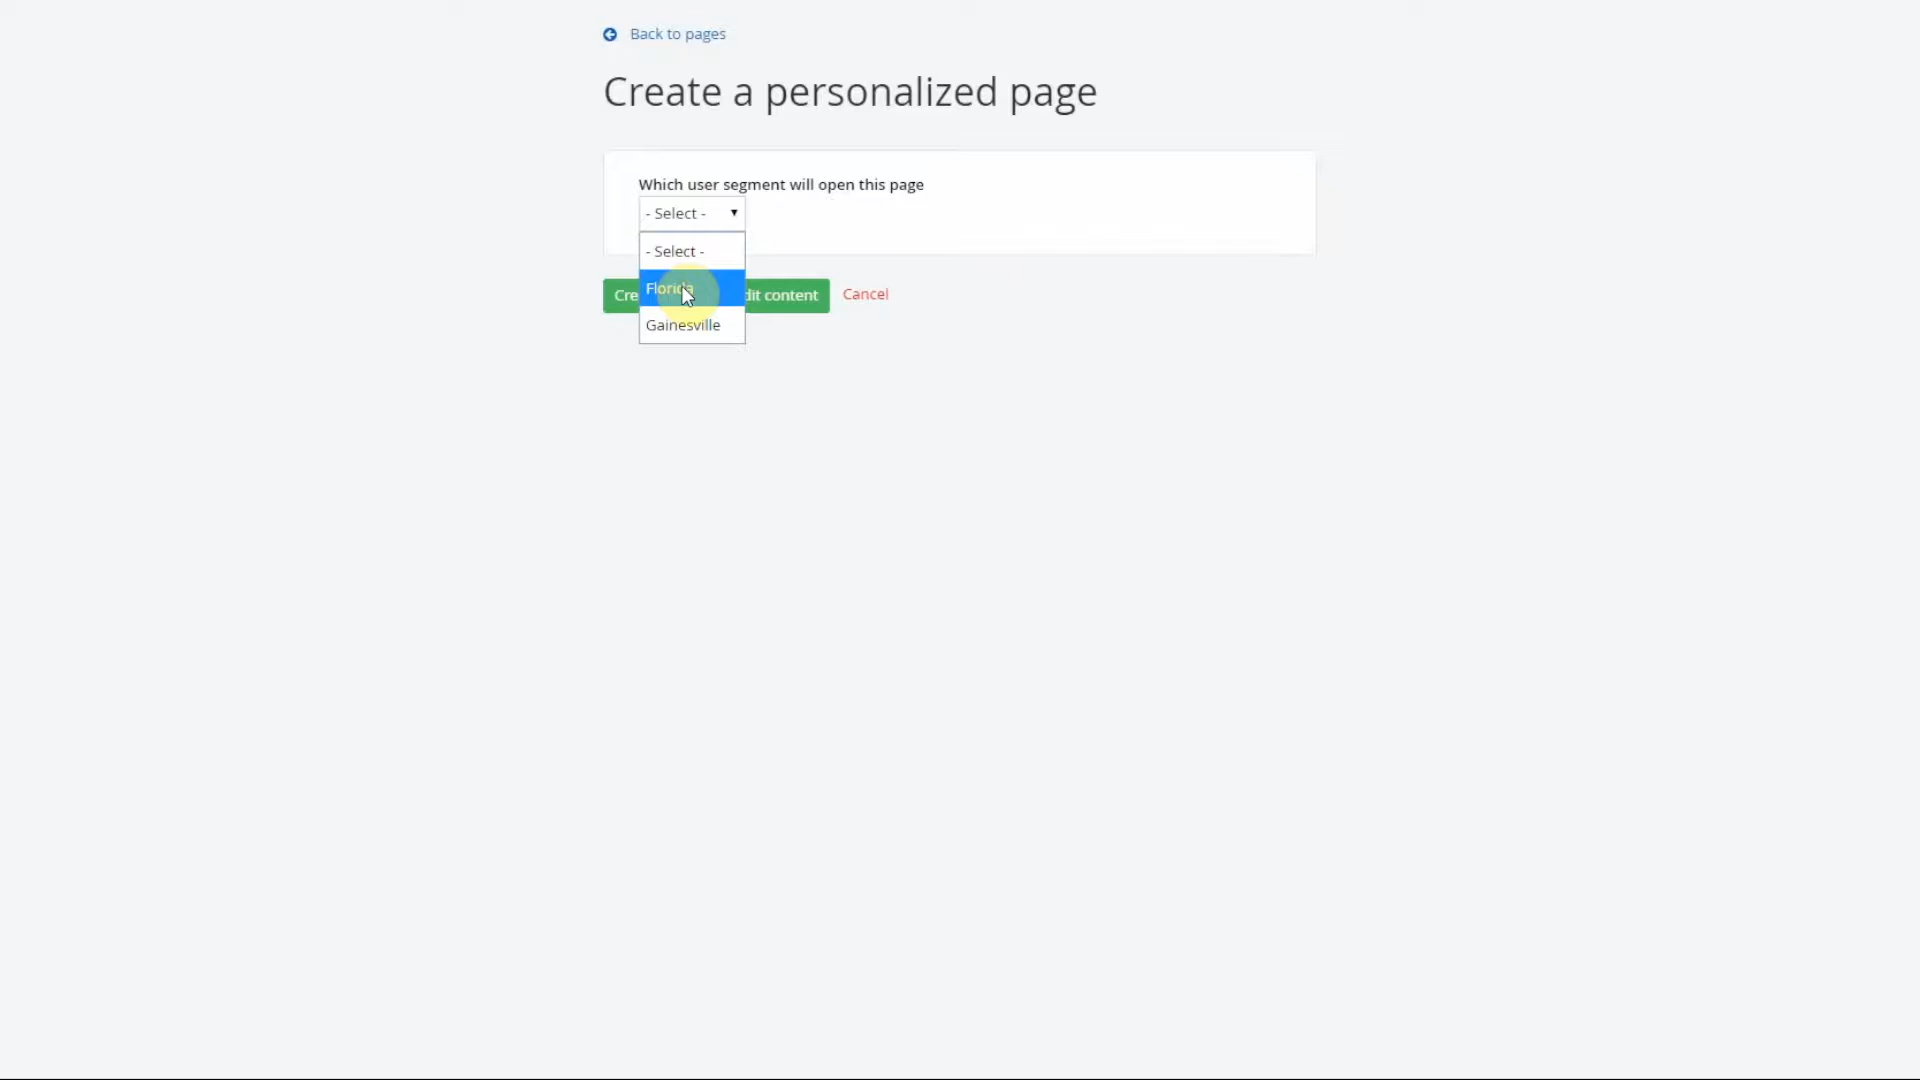 Back to pages
Create a personalized page
Which user segment will open this page
- Select -
- Select -
Florida
Cre dit content Cancel
Gainesville